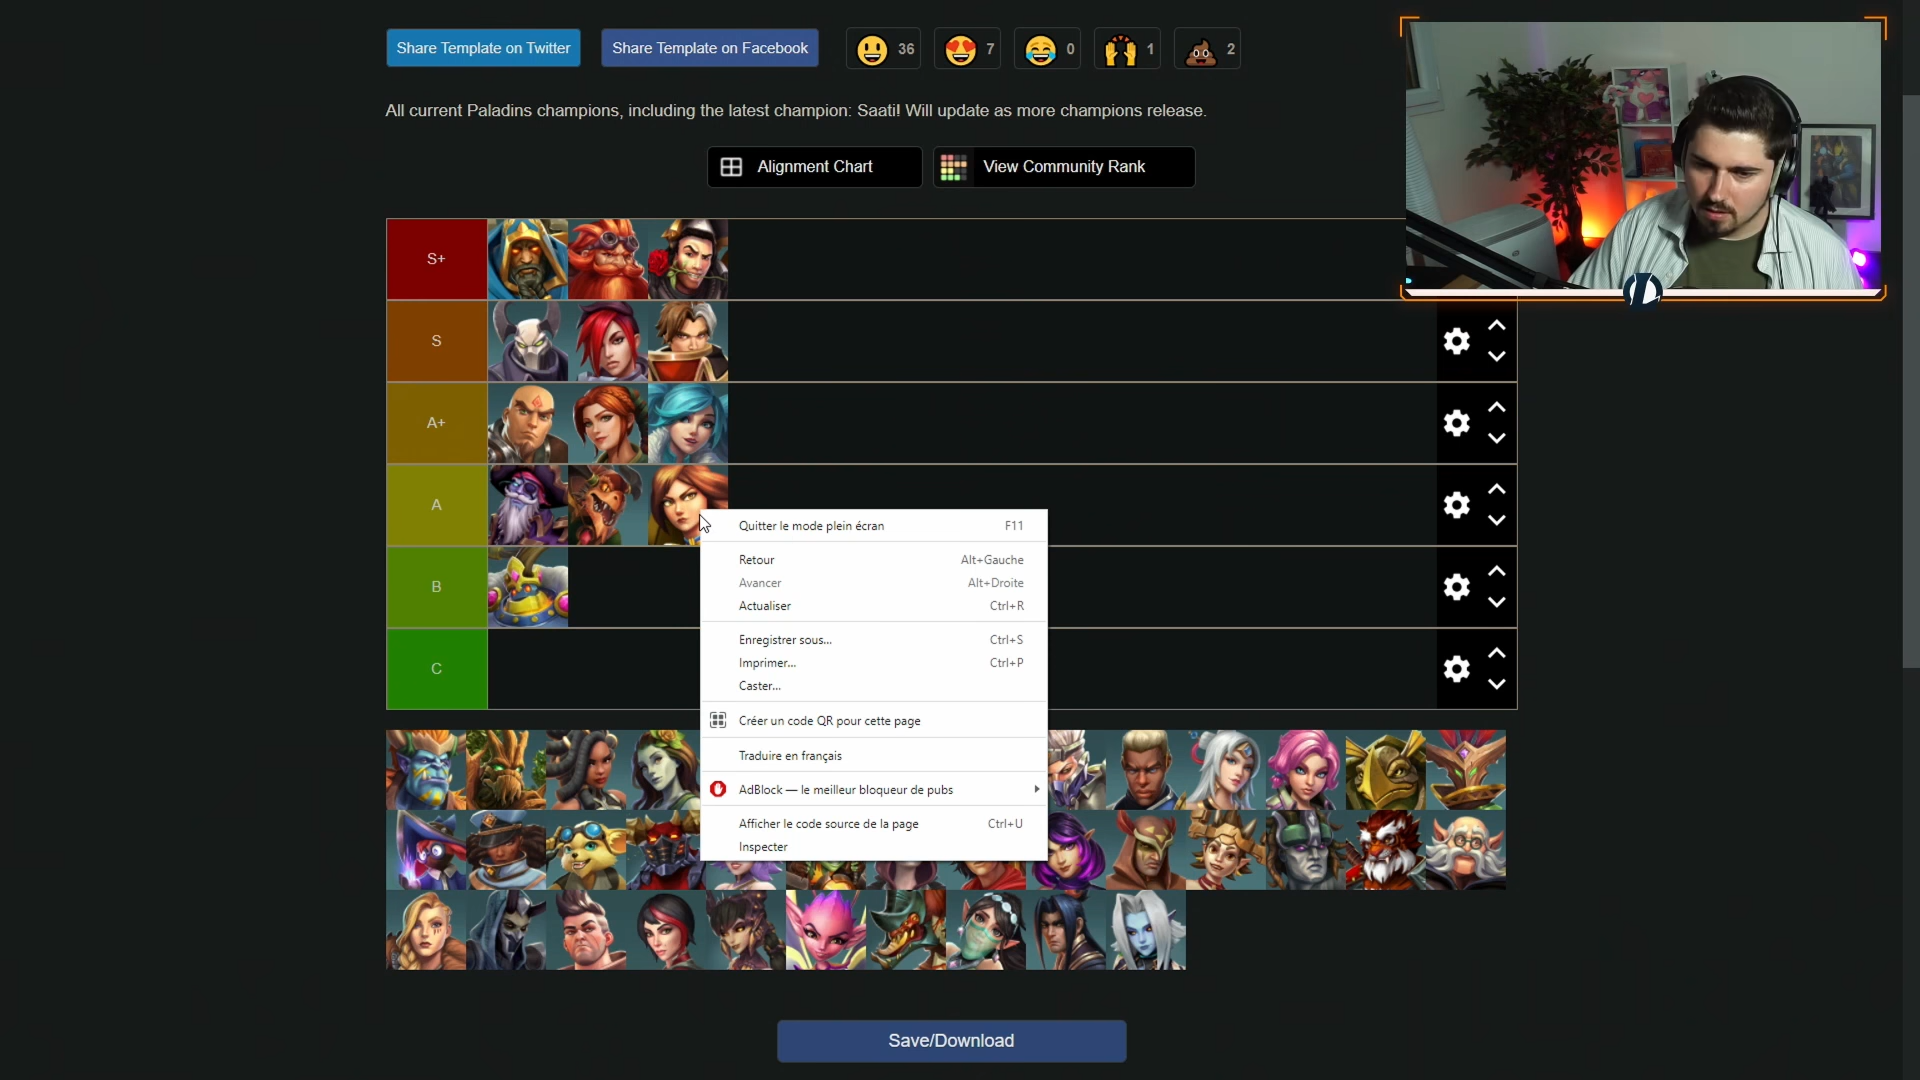 Share Template on Twitter
Share Template on Facebook
36
7
0
1
2
All current Paladins champions, including the latest champion: Saati! Will update as more champions release.
Alignment Chart
View Community Rank
S+
S
A+
A
B
C
Quitter le mode plein écran F11
Retour Alt+Gauche
Avancer Alt+Droite
Actualiser Ctrl+R
Enregistrer sous... Ctrl+S
Imprimer... Ctrl+P
Caster...
Créer un code QR pour cette page
Traduire en français
AdBlock — le meilleur bloqueur de pubs
Afficher le code source de la page Ctrl+U
Inspecter
Save/Download